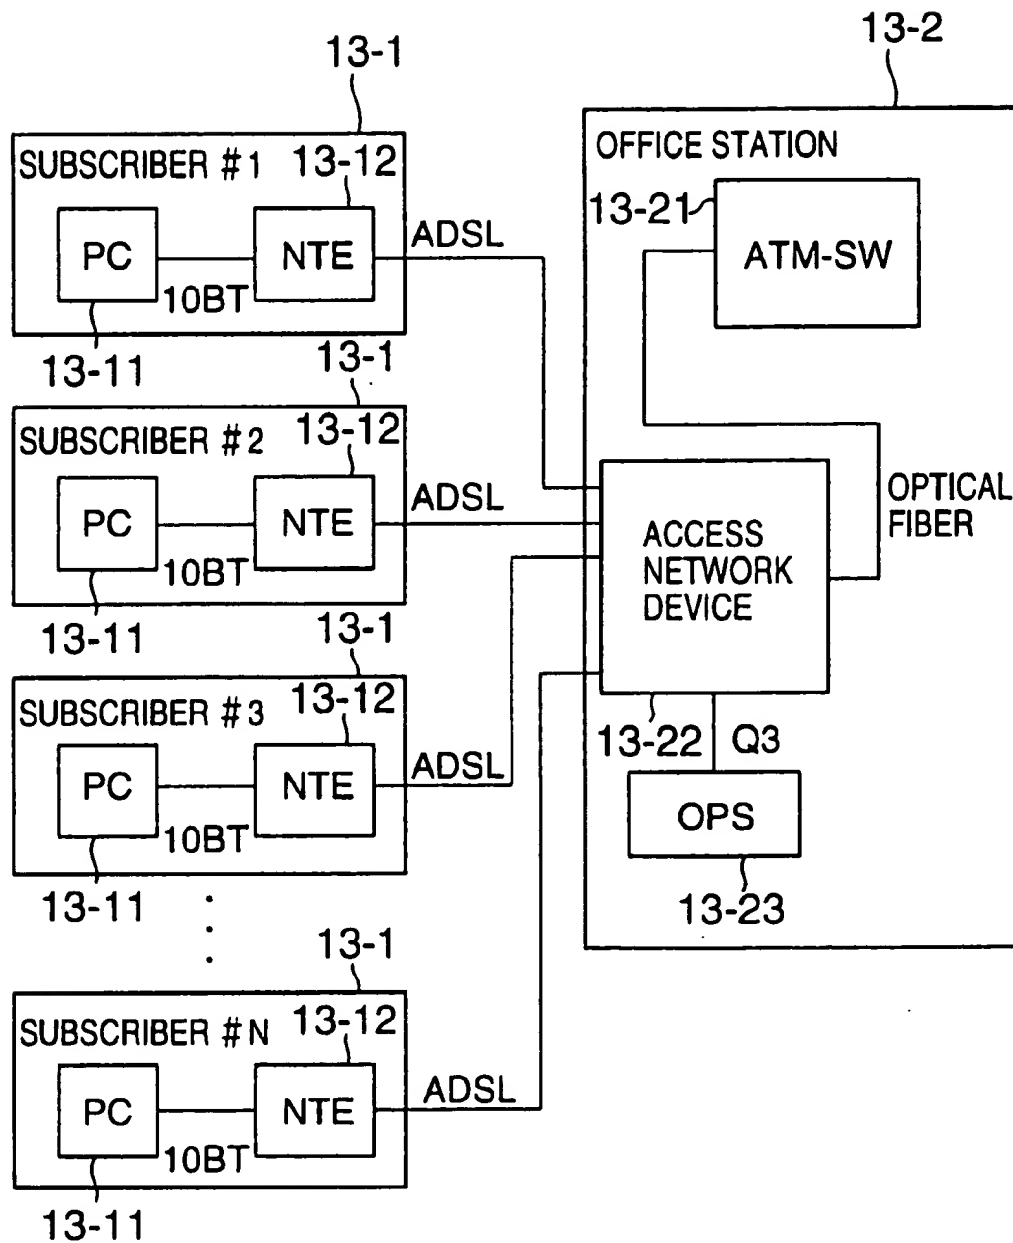 13-1
SUBSCRIBER #1
13-12
PC
10BT
NTE
ADSL
13-11
13-1
SUBSCRIBER #2
13-12
PC
10BT
NTE
ADSL
13-11
13-1
SUBSCRIBER #3
13-12
PC
10BT
NTE
ADSL
13-11
13-1
SUBSCRIBER #N
13-12
PC
10BT
NTE
ADSL
13-11
13-2
OFFICE STATION
13-21
ATM-SW
OPTICAL
FIBER
ACCESS
NETWORK
DEVICE
13-22
Q3
OPS
13-23